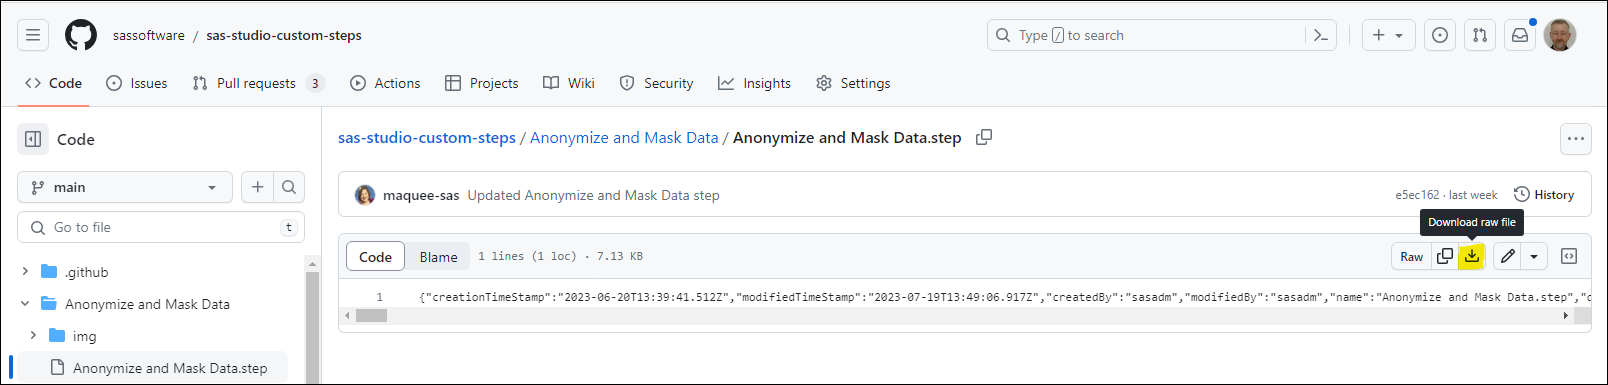 sassoftware / sas-studio-custom-steps
Type / to search
Code Issues Pull requests 3 Actions Projects Wiki Security Insights Settings
Code
main
Go to file t
.github
Anonymize and Mask Data
img
Anonymize and Mask Data.step
sas-studio-custom-steps / Anonymize and Mask Data / Anonymize and Mask Data.step
maquee-sas Updated Anonymize and Mask Data step
e5ec162 · last week History
Download raw file
Code Blame 1 lines (1 loc) · 7.13 KB
Raw
1 {"creationTimeStamp":"2023-06-20T13:39:41.512Z","modifiedTimeStamp":"2023-07-19T13:49:06.917Z","createdBy":"sasadm","modifiedBy":"sasadm","name":"Anonymize and Mask Data.step","